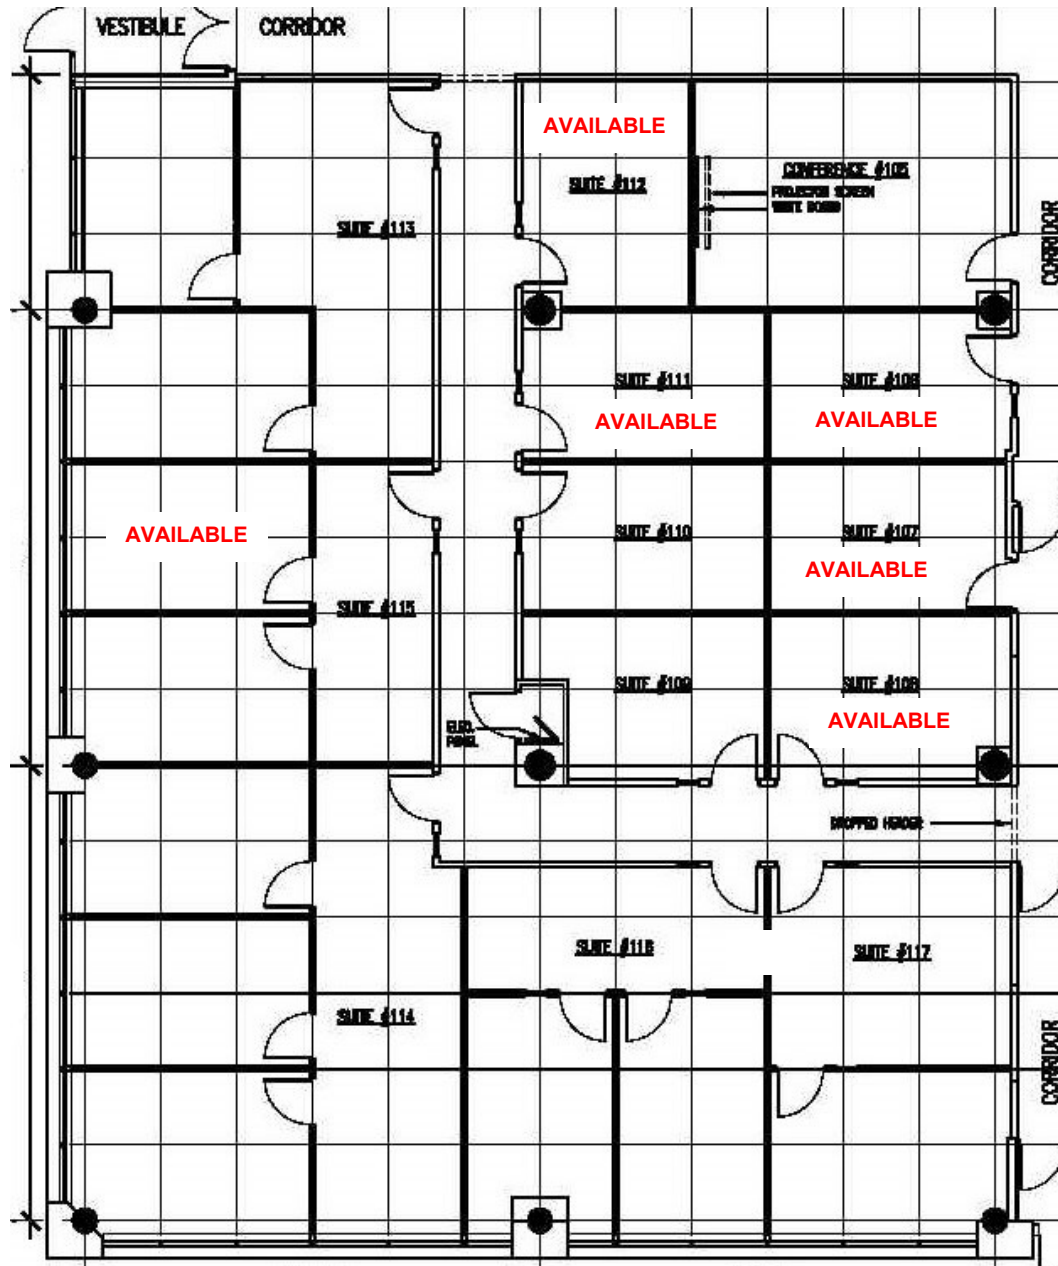 VESTIBULE
CORRIDOR
AVAILABLE
SUITE #112
CONFERENCE #105
PROJECTOR SCREEN
WHITE BOARD
SUITE #113
CORRIDOR
SUITE #111
AVAILABLE
SUITE #106
AVAILABLE
AVAILABLE
SUITE #110
SUITE #107
AVAILABLE
SUITE #115
SUITE #109
SUITE #108
AVAILABLE
ELEC.
PANEL
DROPPED HEADER
SUITE #116
SUITE #117
SUITE #114
CORRIDOR